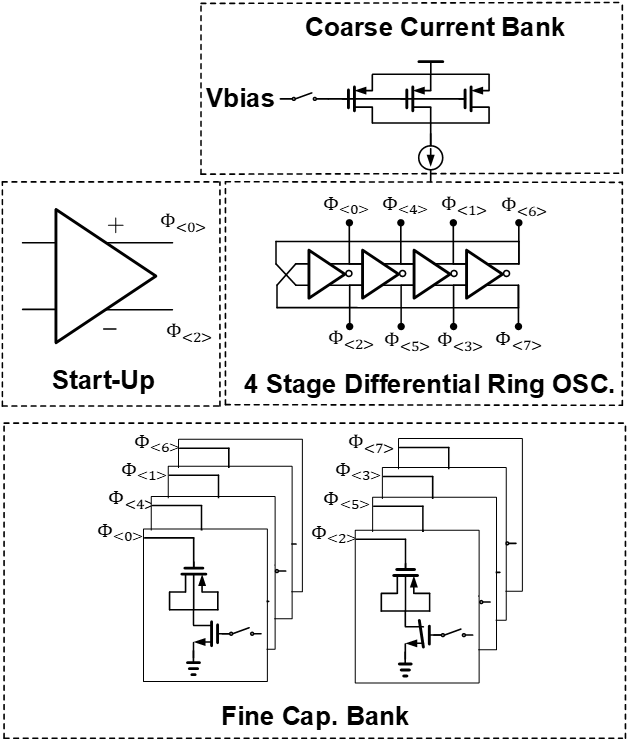 Coarse Current Bank
Vbias
Φ<0>
Φ<2>
+
−
Start-Up
Φ<0> Φ<4> Φ<1> Φ<6>
Φ<2> Φ<5> Φ<3> Φ<7>
4 Stage Differential Ring OSC.
Φ<6>
Φ<1>
Φ<4>
Φ<0>
Φ<7>
Φ<3>
Φ<5>
Φ<2>
Fine Cap. Bank